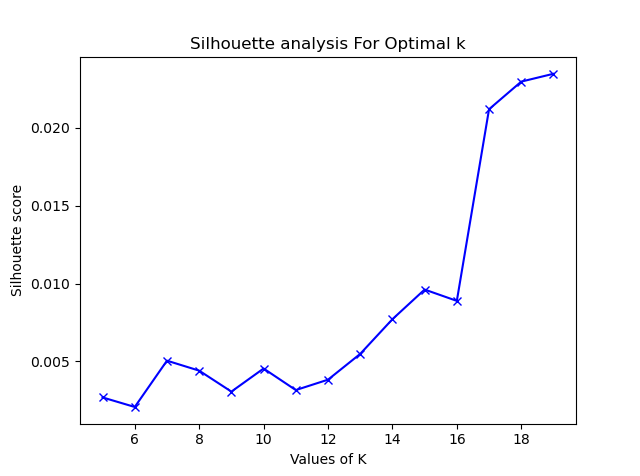 Silhouette analysis For Optimal k
Silhouette score
0.020
0.015
0.010
0.005
6 8 10 12 14 16 18
Values of K